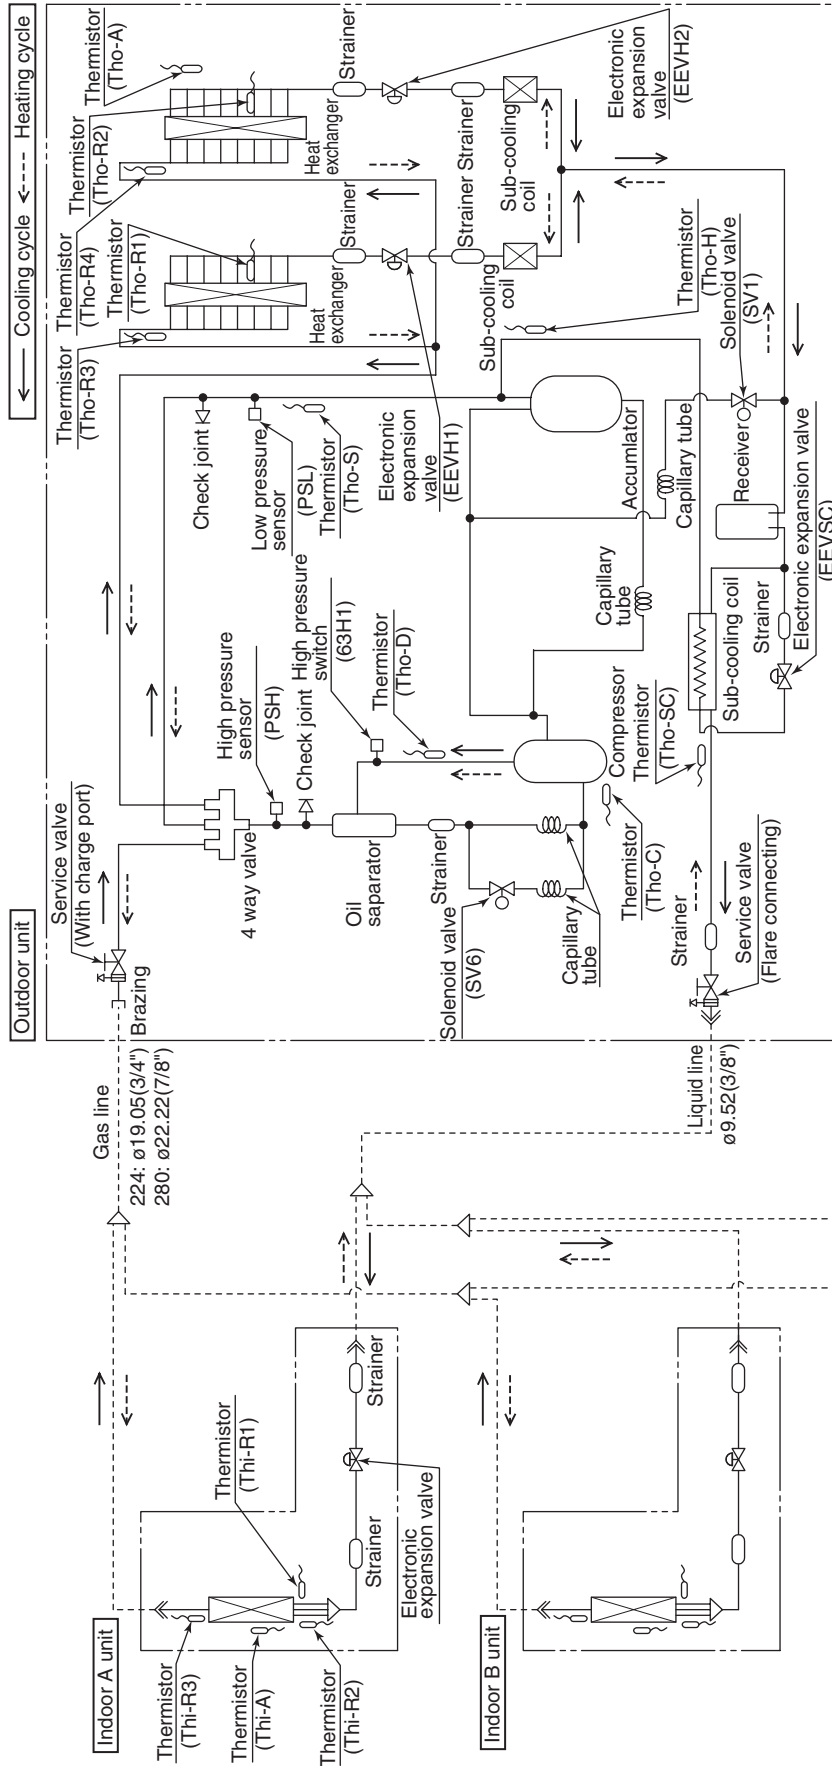 Cooling cycle
Heating cycle
Outdoor unit
Service valve
(With charge port)
Brazing
Gas line
224: ø19.05(3/4")
280: ø22.22(7/8")
4 way valve
High pressure
sensor
(PSH)
Check joint
High pressure
switch
(63H1)
Thermistor
(Tho-D)
Oil
saparator
Strainer
Solenoid valve
(SV6)
Capillary
tube
Compressor
Thermistor
(Tho-C)
Thermistor
(Tho-SC)
Check joint
Low pressure
sensor
(PSL)
Thermistor
(Tho-S)
Electronic
expansion
valve
(EEVH1)
Accumlator
Capillary
tube
Capillary tube
Receiver
Solenoid valve
(SV1)
Thermistor
(Tho-H)
Sub-cooling coil
Strainer
Electronic expansion valve
(EEVSC)
Thermistor
(Tho-R3)
Thermistor
(Tho-R4)
Thermistor
(Tho-R1)
Thermistor
(Tho-R2)
Thermistor
(Tho-A)
Heat
exchanger
Heat
exchanger
Strainer
Strainer
Strainer
Strainer
Sub-cooling
coil
Sub-cooling
coil
Electronic
expansion
valve
(EEVH2)
Strainer
Service valve
(Flare connecting)
Liquid line
ø9.52(3/8")
Indoor A unit
Thermistor
(Thi-R3)
Thermistor
(Thi-A)
Thermistor
(Thi-R2)
Thermistor
(Thi-R1)
Strainer
Strainer
Electronic
expansion valve
Indoor B unit